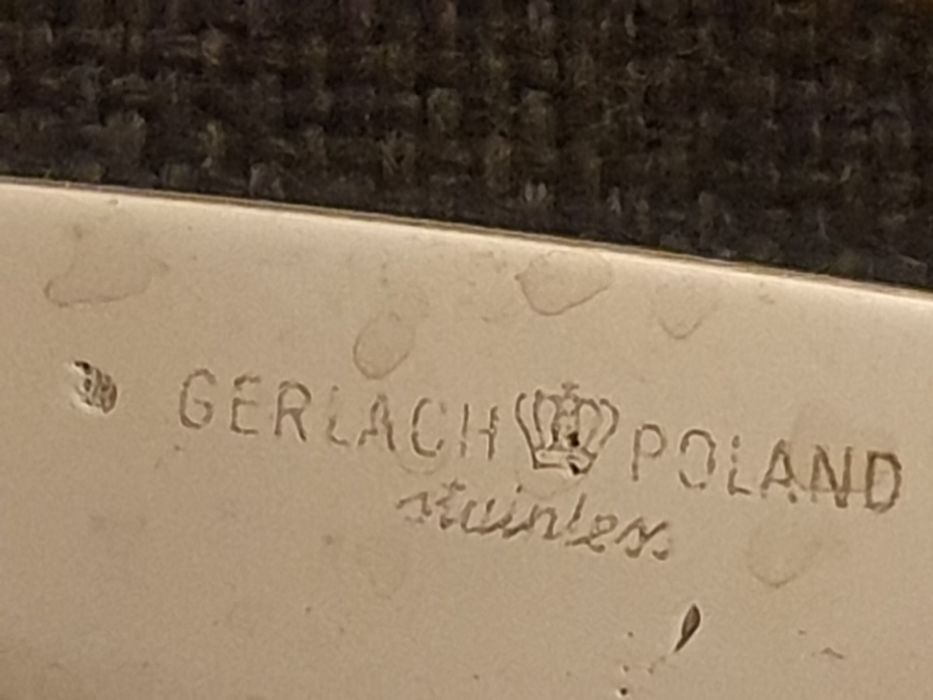 GERLACH POLAND
stainless